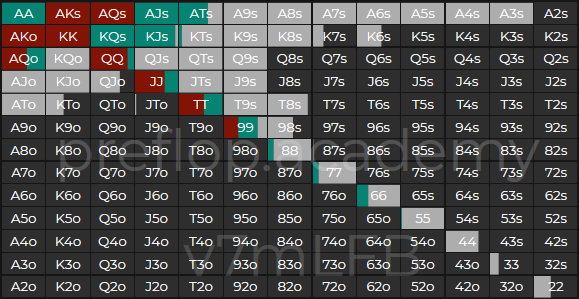 AA AKs AQs AJs ATs A9s A8s A7s A6s A5s A4s A3s A2s
AKo KK KQs KJs KTs K9s K8s K7s K6s K5s K4s K3s K2s
AQo KQo QQ QJs QTs Q9s Q8s Q7s Q6s Q5s Q4s Q3s Q2s
AJo KJo QJo JJ JTs J9s J8s J7s J6s J5s J4s J3s J2s
ATo KTo QTo JTo TT T9s T8s T7s T6s T5s T4s T3s T2s
A9o K9o Q9o J9o T9o 99 98s 97s 96s 95s 94s 93s 92s
A8o K8o Q8o J8o T8o 98o 88 87s 86s 85s 84s 83s 82s
preflop.academy
A7o K7o Q7o J7o T7o 97o 87o 77 76s 75s 74s 73s 72s
A6o K6o Q6o J6o T6o 96o 86o 76o 66 65s 64s 63s 62s
A5o K5o Q5o J5o T5o 95o 85o 75o 65o 55 54s 53s 52s
A4o K4o Q4o J4o T4o 94o 84o 74o 64o 54o 44 43s 42s
v7mLFB
A3o K3o Q3o J3o T3o 93o 83o 73o 63o 53o 43o 33 32s
A2o K2o Q2o J2o T2o 92o 82o 72o 62o 52o 42o 32o 22